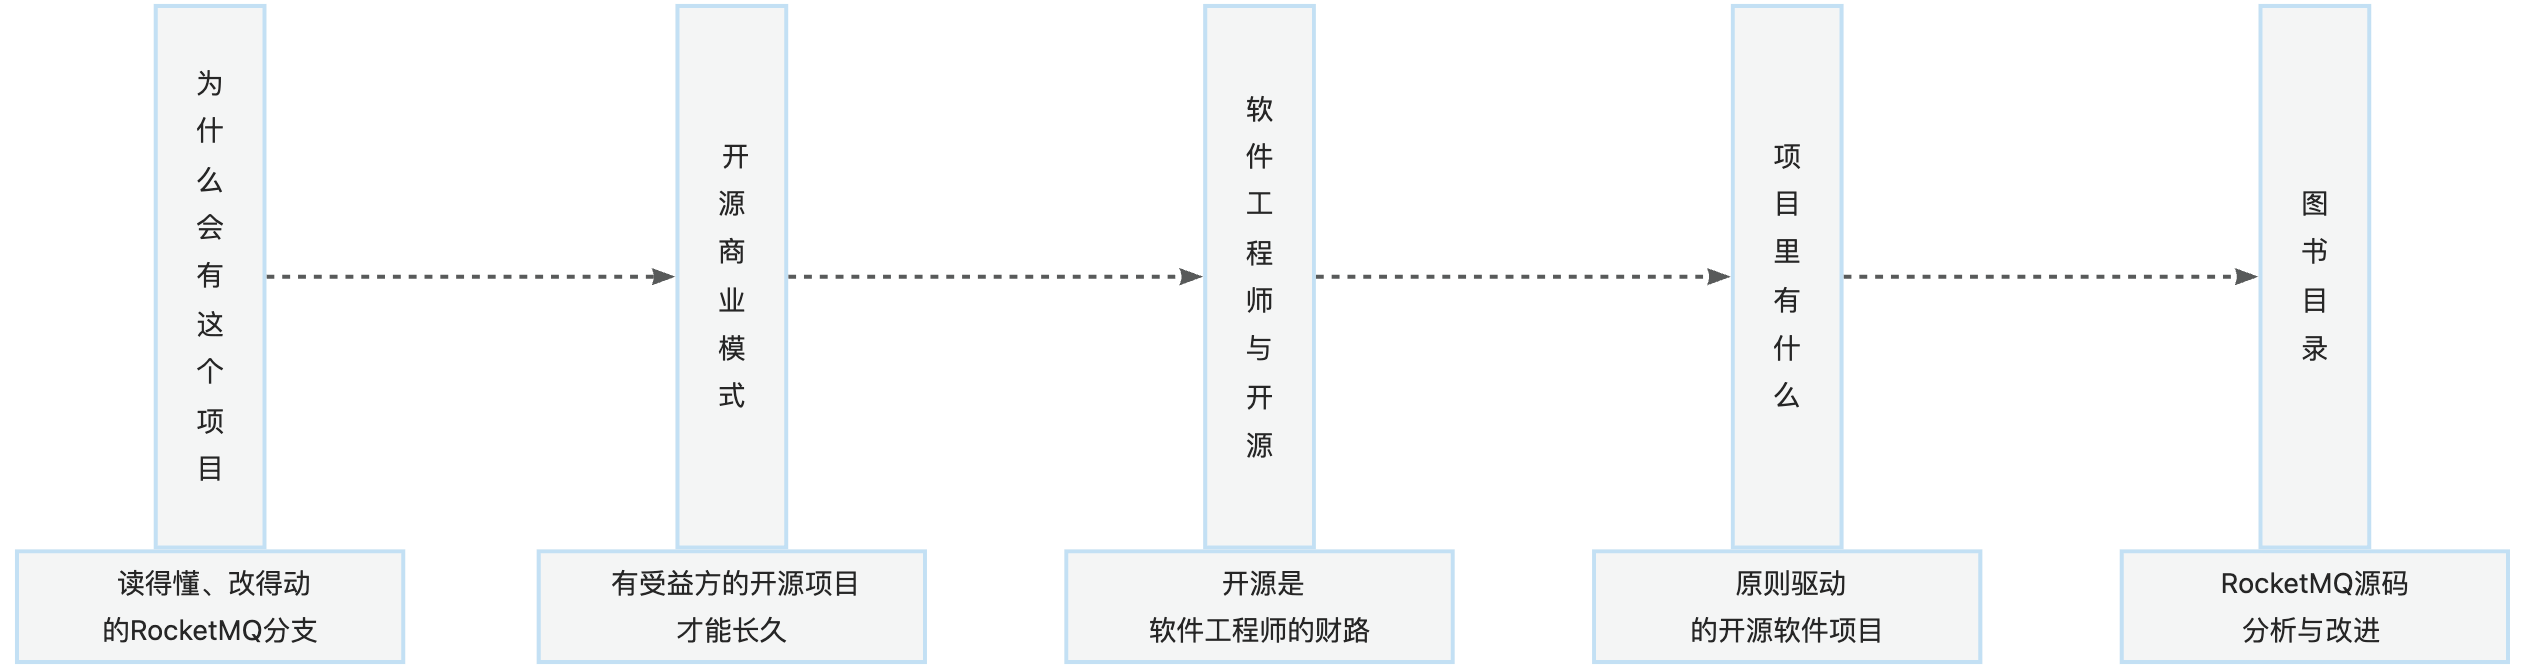 为什么会有这个项目
读得懂、改得动
的RocketMQ分支
开源商业模式
有受益方的开源项目
才能长久
软件工程师与开源
开源是
软件工程师的财路
项目里有什么
原则驱动
的开源软件项目
图书目录
RocketMQ源码
分析与改进